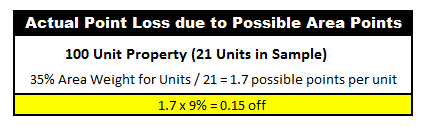 Actual Point Loss due to Possible Area Points
100 Unit Property (21 Units in Sample)
35% Area Weight for Units / 21 = 1.7 possible points per unit
1.7 x 9% = 0.15 off